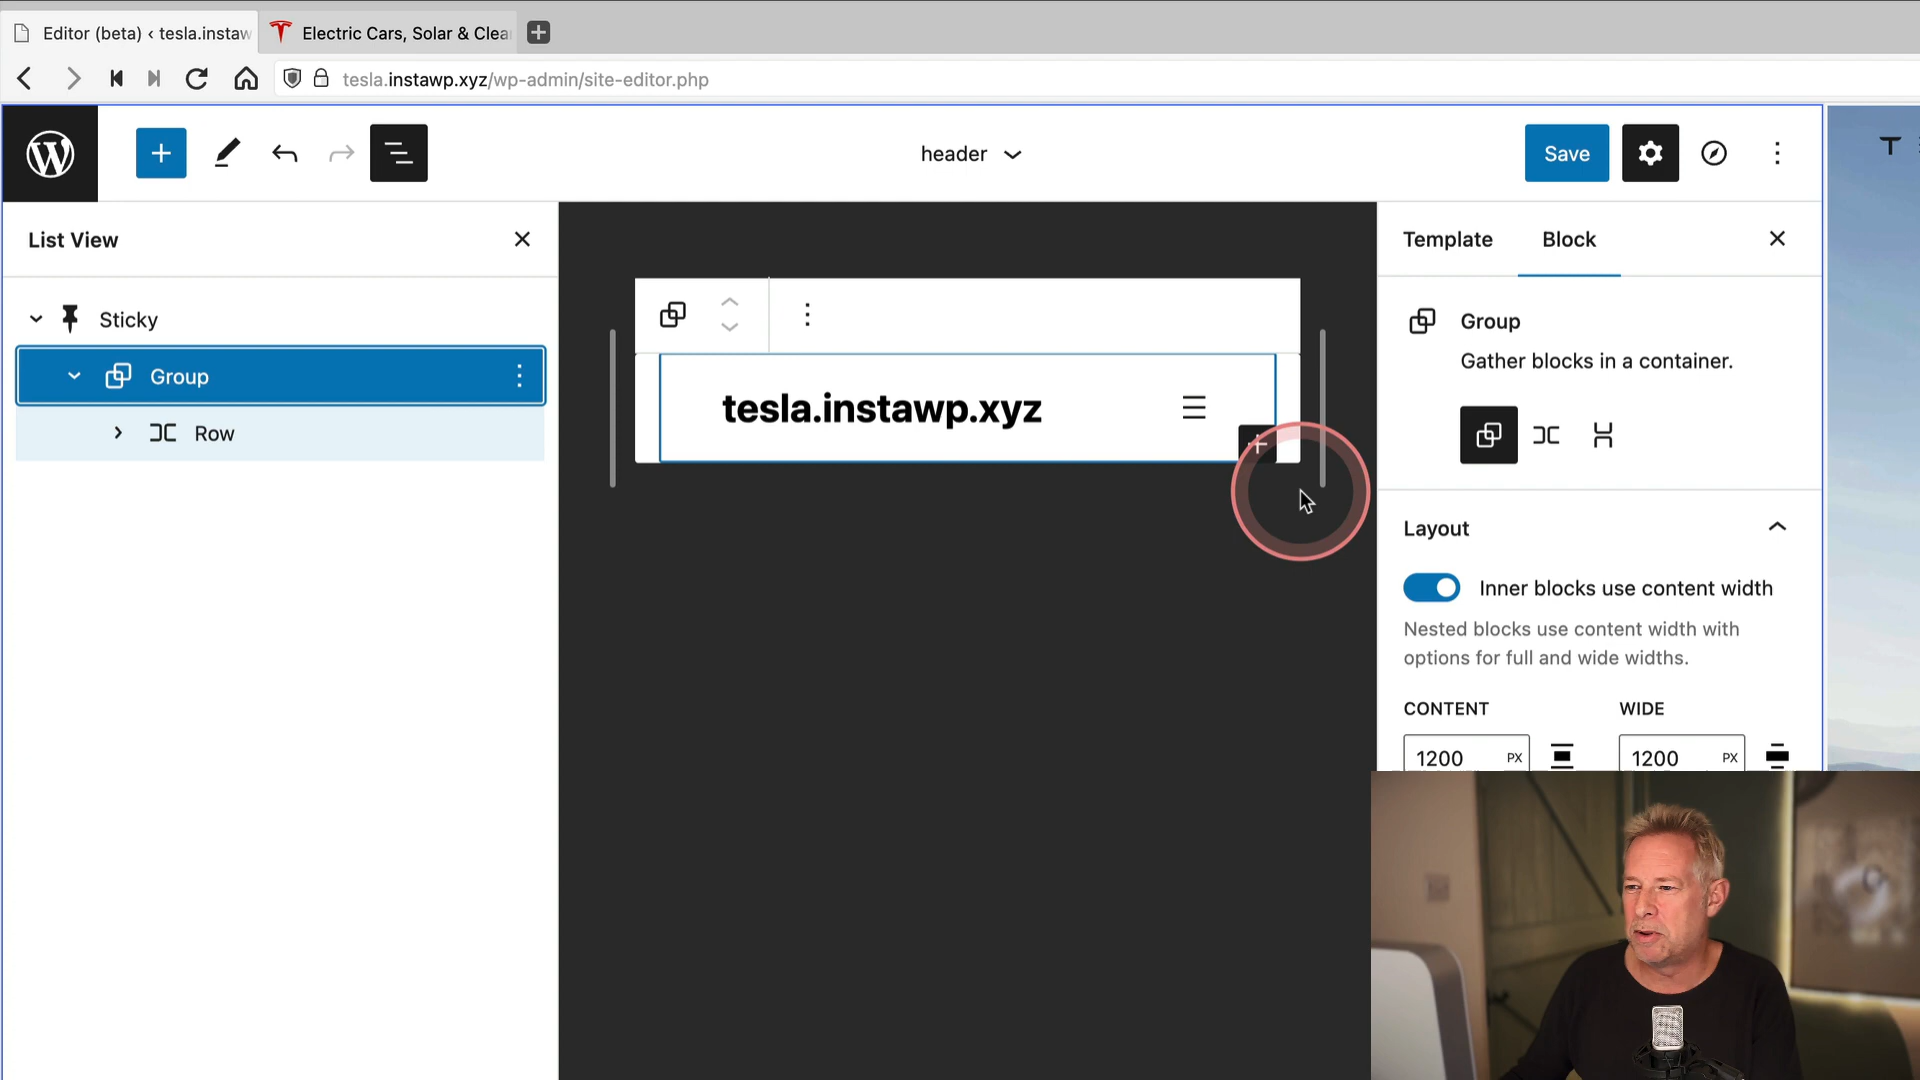 Editor (beta) ‹ tesla.instaw
Electric Cars, Solar & Clea
tesla.instawp.xyz/wp-admin/site-editor.php
header
Save
T
List View
Template
Block
Sticky
Group
Row
tesla.instawp.xyz
Group
Gather blocks in a container.
Layout
Inner blocks use content width
Nested blocks use content width with
options for full and wide widths.
CONTENT
WIDE
1200 PX
1200 PX